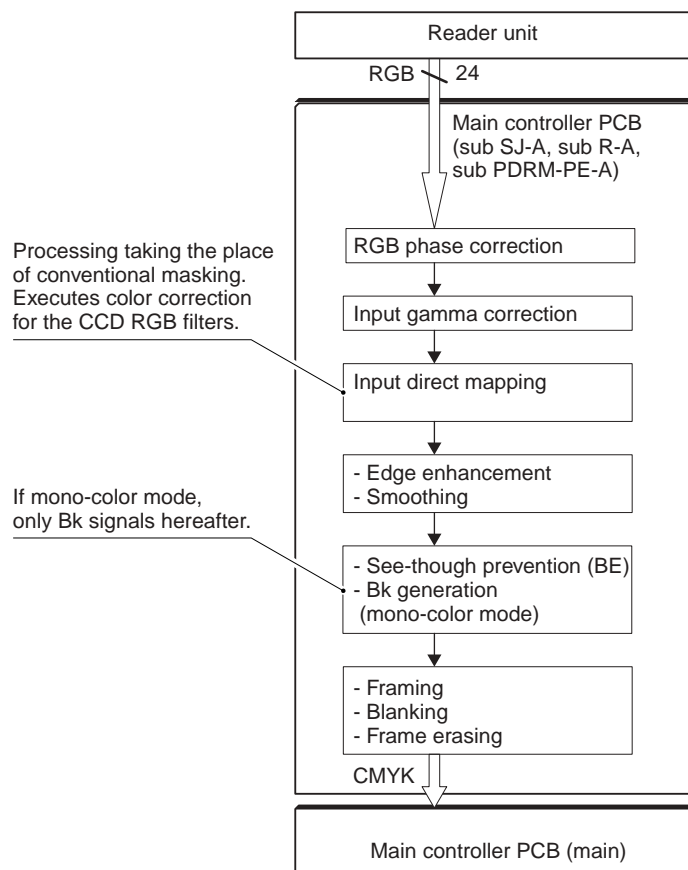 Reader unit
RGB 24
Main controller PCB
(sub SJ-A, sub R-A,
sub PDRM-PE-A)
RGB phase correction
Processing taking the place
of conventional masking.
Executes color correction
for the CCD RGB filters.
Input gamma correction
Input direct mapping
- Edge enhancement
- Smoothing
If mono-color mode,
only Bk signals hereafter.
- See-though prevention (BE)
- Bk generation
(mono-color mode)
- Framing
- Blanking
- Frame erasing
CMYK
Main controller PCB (main)